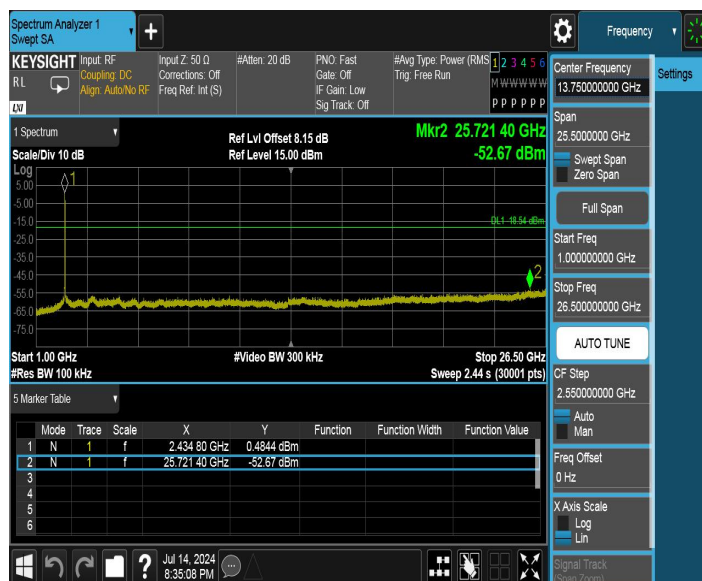 Spectrum Analyzer 1
Swept SA
+
Frequency
KEYSIGHT
Input: RF
Coupling: DC
Align: Auto/No RF
Input Z: 50 Ω
Corrections: Off
Freq Ref: Int (S)
#Atten: 20 dB
PNO: Fast
Gate: Off
IF Gain: Low
Sig Track: Off
#Avg Type: Power (RMS
Trig: Free Run
1 2 3 4 5 6
M W W W W W
P P P P P P
R L
LXI
1 Spectrum
Scale/Div 10 dB
Ref Lvl Offset 8.15 dB
Ref Level 15.00 dBm
Mkr2 25.721 40 GHz
-52.67 dBm
Log
5.00
-5.00
-15.0
-25.0
-35.0
-45.0
-55.0
-65.0
-75.0
1
DL1 -18.54 dBm
2
Start 1.00 GHz
#Video BW 300 kHz
Stop 26.50 GHz
#Res BW 100 kHz
Sweep 2.44 s (30001 pts)
5 Marker Table
Mode Trace Scale X Y Function Function Width Function Value
1 N 1 f 2.434 80 GHz 0.4844 dBm
2 N 1 f 25.721 40 GHz -52.67 dBm
3
4
5
6
?
Jul 14, 2024
8:35:08 PM
Center Frequency
13.750000000 GHz
Settings
Span
25.5000000 GHz
Swept Span
Zero Span
Full Span
Start Freq
1.000000000 GHz
Stop Freq
26.500000000 GHz
AUTO TUNE
CF Step
2.550000000 GHz
Auto
Man
Freq Offset
0 Hz
X Axis Scale
Log
Lin
Signal Track
(Span Zoom)